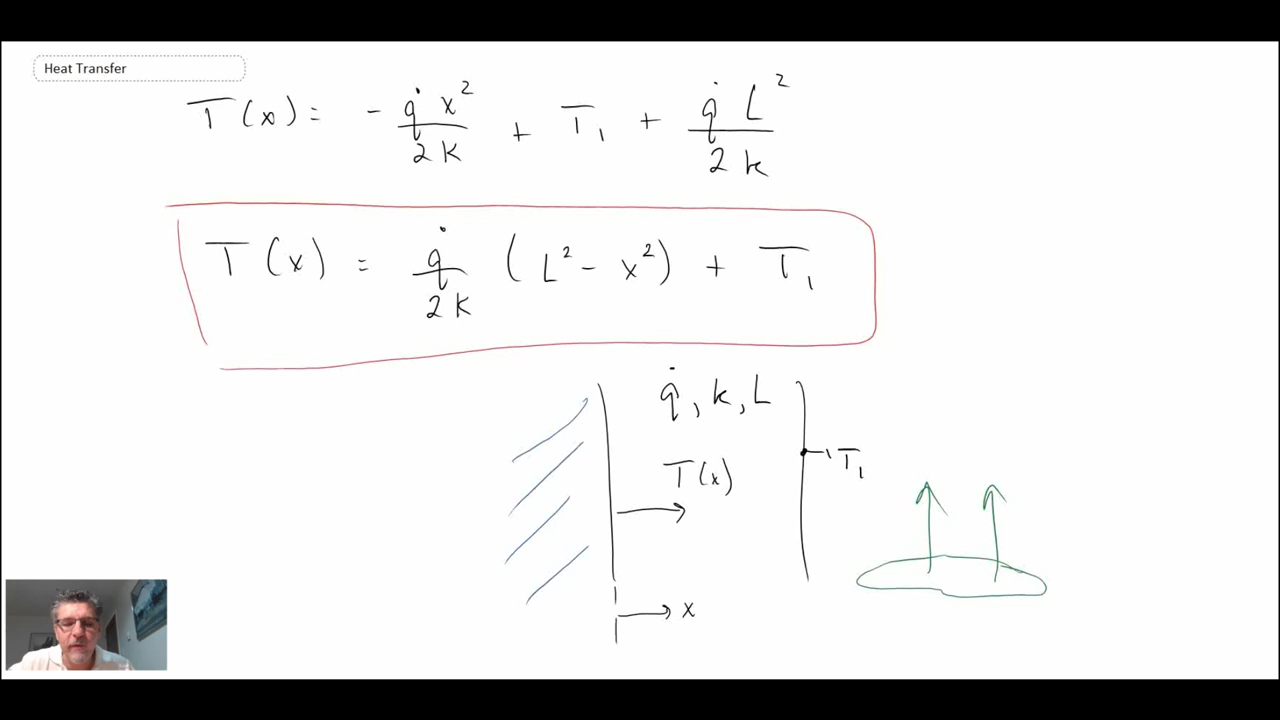 Heat Transfer
T(x) = - q̇ x²/2k + T₁ + q̇ L²/2k
T(x) = q̇/2k (L² - x²) + T₁
q̇, k, L
T(x)
T₁
x